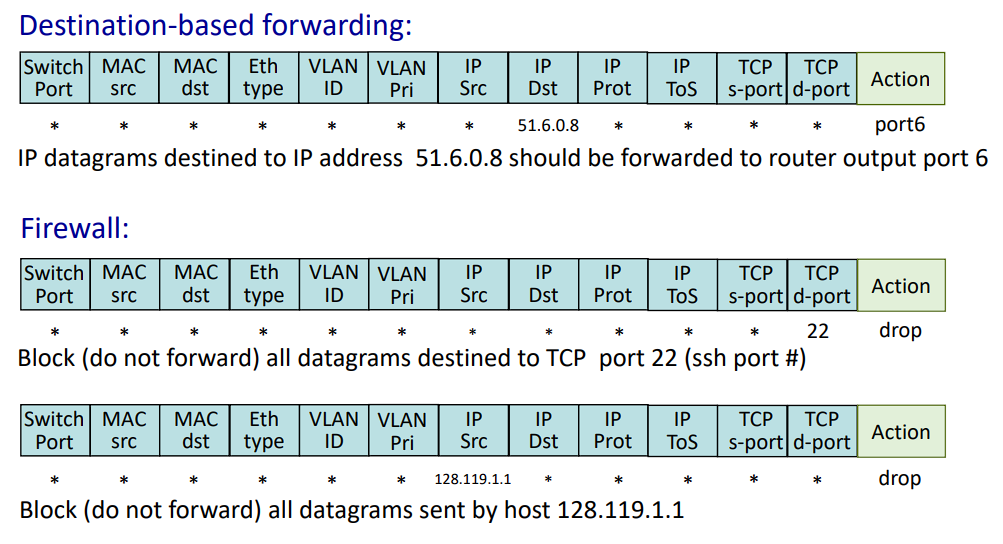 Destination-based forwarding:
Switch Port MAC src MAC dst Eth type VLAN ID VLAN Pri IP Src IP Dst IP Prot IP ToS TCP s-port TCP d-port Action
* * * * * * * 51.6.0.8 * * * * port6
IP datagrams destined to IP address 51.6.0.8 should be forwarded to router output port 6
Firewall:
Switch Port MAC src MAC dst Eth type VLAN ID VLAN Pri IP Src IP Dst IP Prot IP ToS TCP s-port TCP d-port Action
* * * * * * * * * * * 22 drop
Block (do not forward) all datagrams destined to TCP port 22 (ssh port #)
Switch Port MAC src MAC dst Eth type VLAN ID VLAN Pri IP Src IP Dst IP Prot IP ToS TCP s-port TCP d-port Action
* * * * * * 128.119.1.1 * * * * * drop
Block (do not forward) all datagrams sent by host 128.119.1.1